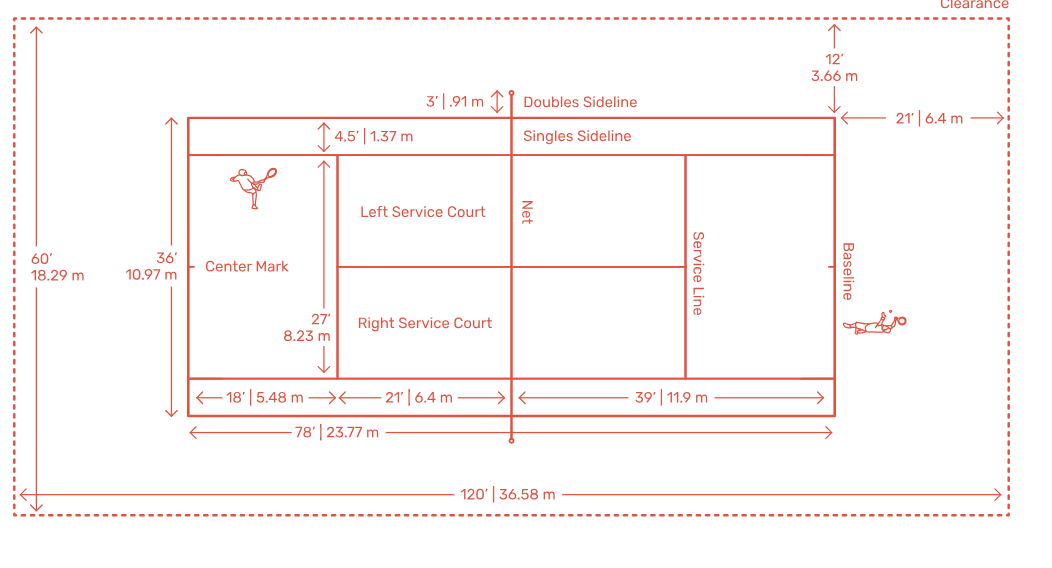 Clearance
12′
3.66 m
3′ | .91 m
Doubles Sideline
21′ | 6.4 m
4.5′ | 1.37 m
Singles Sideline
Left Service Court
Net
60′
18.29 m
36′
10.97 m
Center Mark
Service Line
Baseline
27′
8.23 m
Right Service Court
18′ | 5.48 m
21′ | 6.4 m
39′ | 11.9 m
78′ | 23.77 m
120′ | 36.58 m